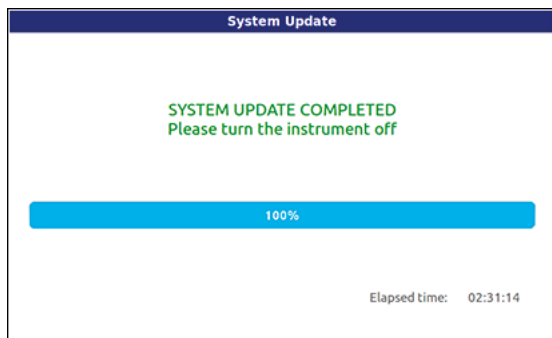 System Update
SYSTEM UPDATE COMPLETED
Please turn the instrument off
100%
Elapsed time: 02:31:14